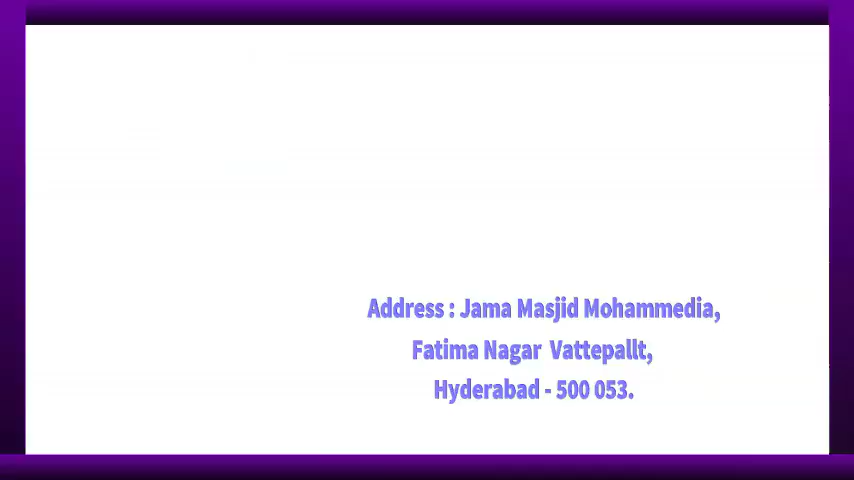 Address : Jama Masjid Mohammedia,
Fatima Nagar Vattepallt,
Hyderabad - 500 053.